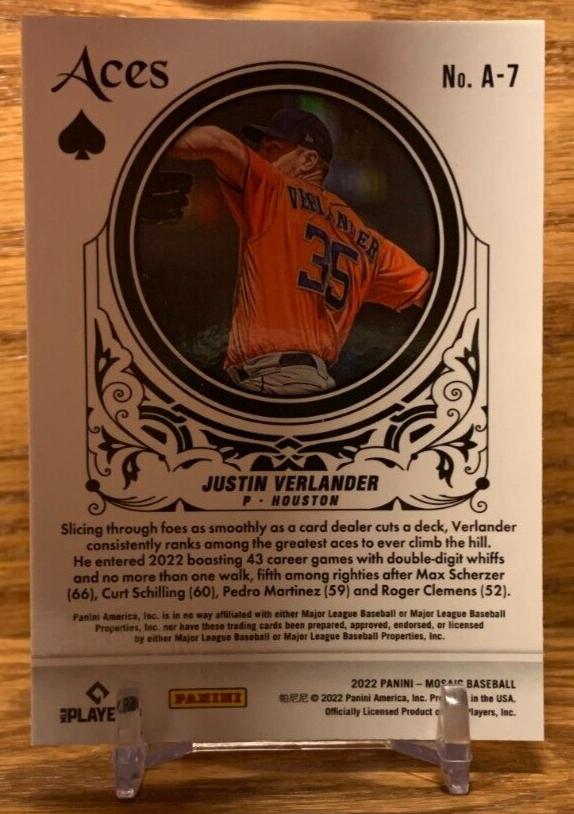 Aces
No. A-7
VERLANDER
35
JUSTIN VERLANDER
P · HOUSTON
Slicing through foes as smoothly as a card dealer cuts a deck, Verlander
consistently ranks among the greatest aces to ever climb the hill.
He entered 2022 boasting 43 career games with double-digit whiffs
and no more than one walk, fifth among righties after Max Scherzer
(66), Curt Schilling (60), Pedro Martinez (59) and Roger Clemens (52).
Panini America, Inc. is in no way affiliated with either Major League Baseball or Major League Baseball
Properties, Inc. nor have these trading cards been prepared, approved, endorsed, or licensed
by either Major League Baseball or Major League Baseball Properties, Inc.
2022 PANINI – MOSAIC BASEBALL
帕尼尼 © 2022 Panini America, Inc. in the USA.
Officially Licensed Product Players, Inc.
MLB
PLAYE
PANINI